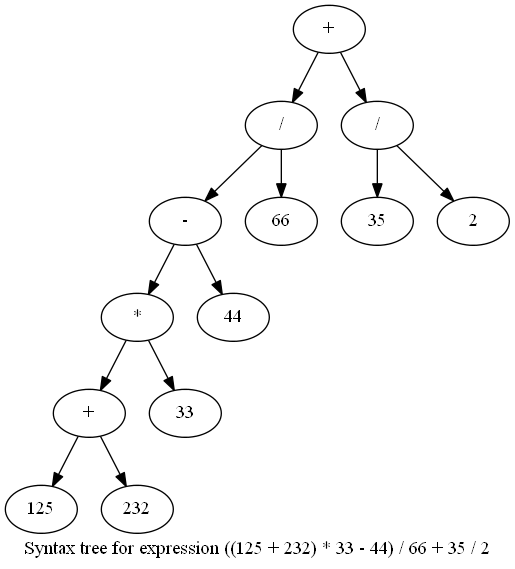 +
/ /
- 66 35 2
* 44
+ 33
125 232
Syntax tree for expression ((125 + 232) * 33 - 44) / 66 + 35 / 2